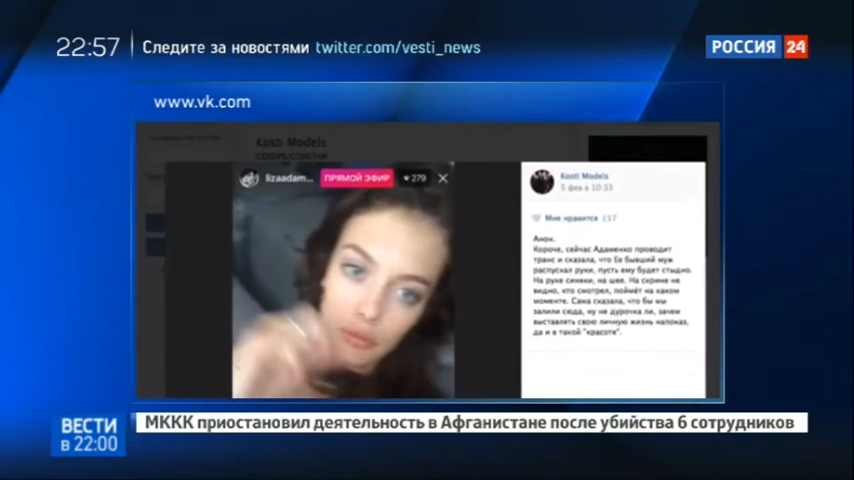 22:57
Следите за новостями twitter.com/vesti_news
РОССИЯ 24
www.vk.com
Kosti Models
lizaadam... ПРЯМОЙ ЭФИР 279
Kosti Models
5 фев в 10:33
Мне нравится 157
Анон.
Короче, сейчас Адаменко проводит
транс и сказала, что Ее бывший муж
распускал руки, пусть ему будет стыдно.
На руке синяки, на шее. На скрине не
видно, кто смотрел, поймёт на каком
моменте. Сама сказала, что бы мы
залили сюда, ну не дурочка ли, зачем
выставлять свою личную жизнь напоказ,
да и в такой "красоте".
МККК приостановил деятельность в Афганистане после убийства 6 сотрудников
ВЕСТИ
в 22:00